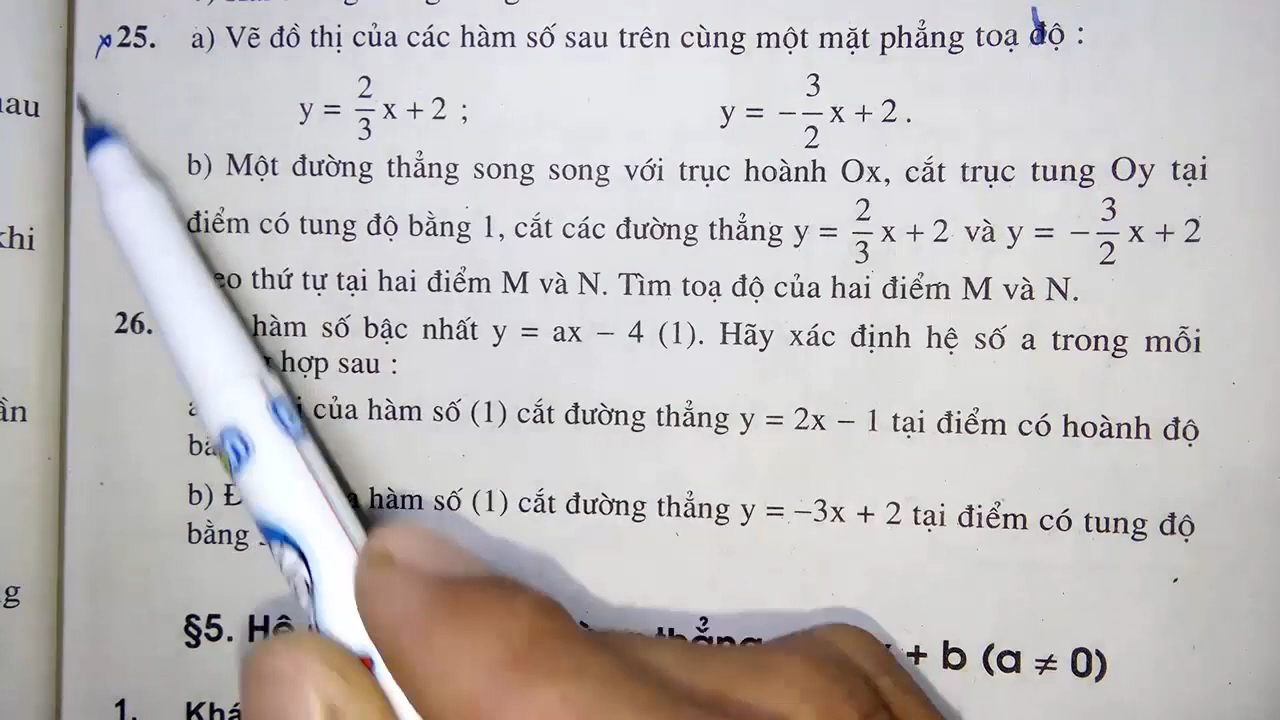 25. a) Vẽ đồ thị của các hàm số sau trên cùng một mặt phẳng toạ độ :
y = 2/3 x + 2 ; y = −3/2 x + 2 .
b) Một đường thẳng song song với trục hoành Ox, cắt trục tung Oy tại
điểm có tung độ bằng 1, cắt các đường thẳng y = 2/3 x + 2 và y = −3/2 x + 2
thứ tự tại hai điểm M và N. Tìm toạ độ của hai điểm M và N.
26. hàm số bậc nhất y = ax − 4 (1). Hãy xác định hệ số a trong mỗi
hợp sau :
của hàm số (1) cắt đường thẳng y = 2x − 1 tại điểm có hoành độ
b) hàm số (1) cắt đường thẳng y = −3x + 2 tại điểm có tung độ
bằng
§5. + b (a ≠ 0)
1.